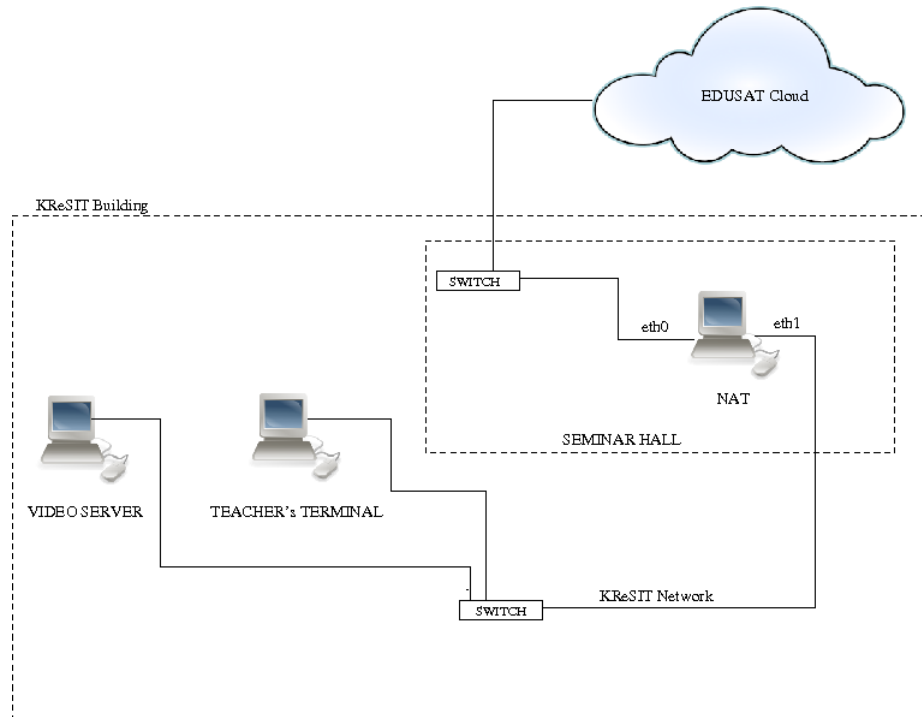 EDUSAT Cloud
KReSIT Building
SWITCH
eth0
eth1
NAT
SEMINAR HALL
VIDEO SERVER
TEACHER's TERMINAL
KReSIT Network
SWITCH